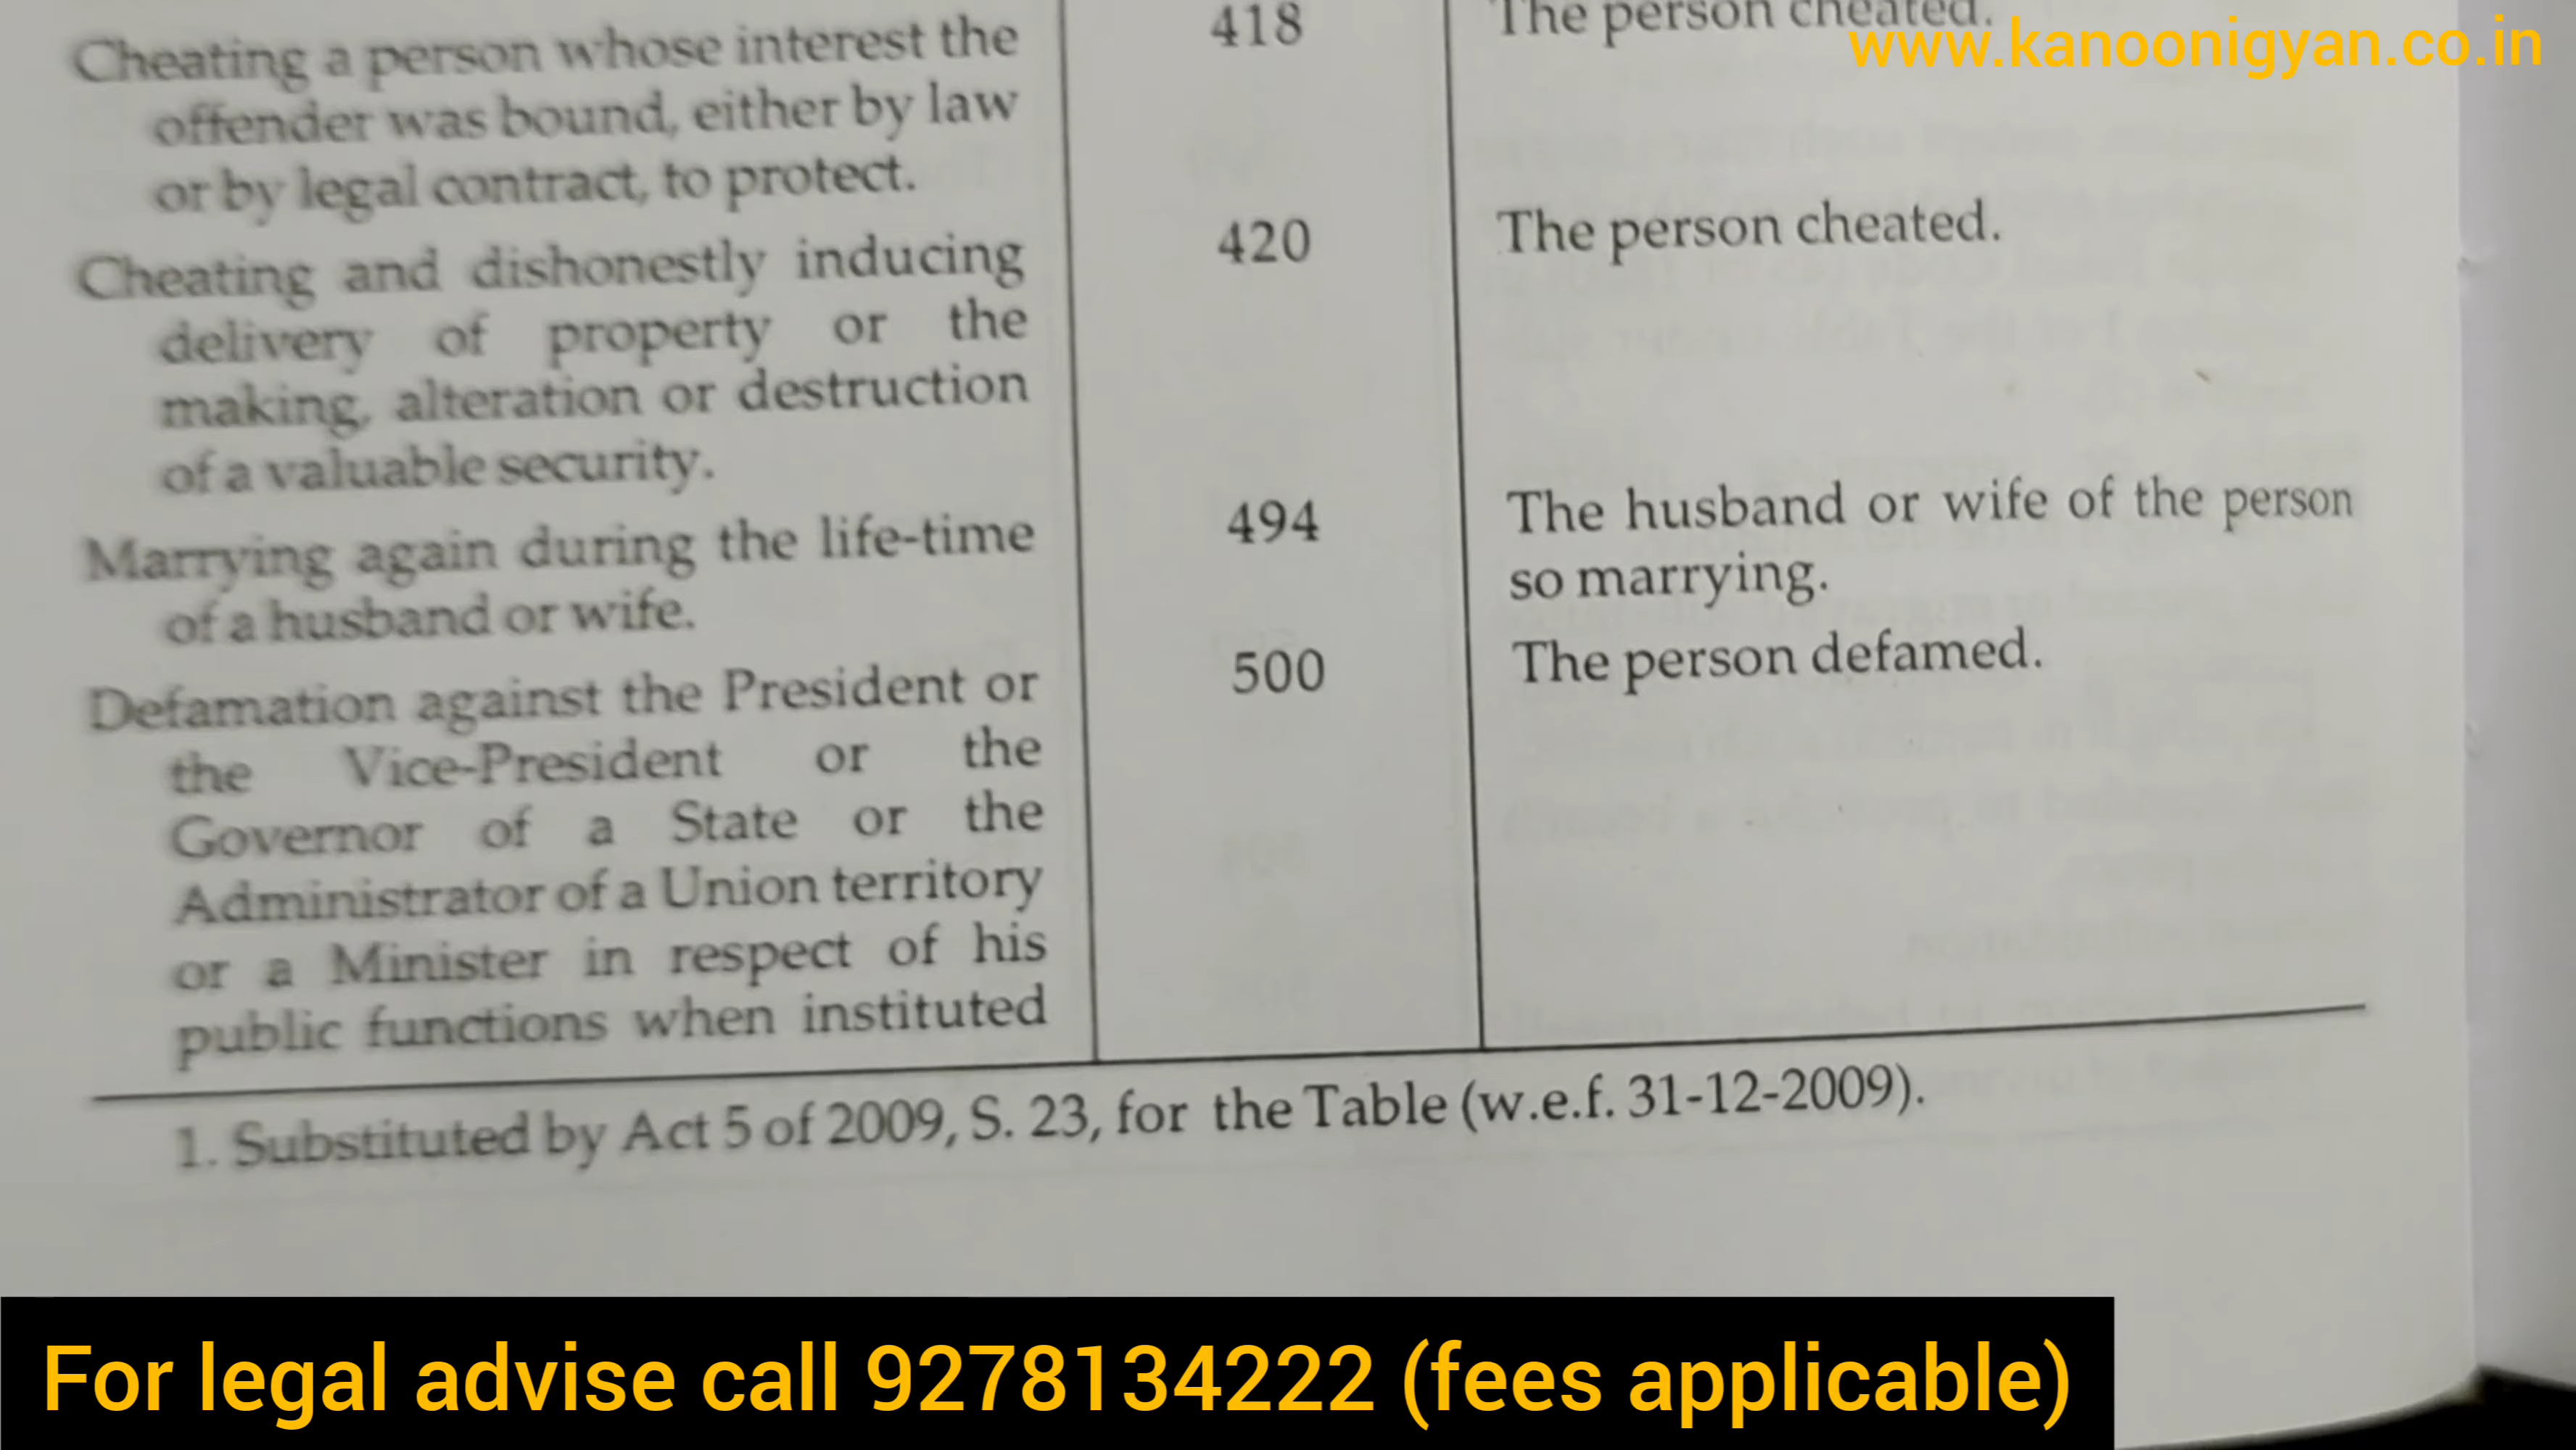 www.kanoonigyan.co.in
Cheating a person whose interest the 418 The person cheated.
offender was bound, either by law
or by legal contract, to protect.
Cheating and dishonestly inducing 420 The person cheated.
delivery of property or the
making, alteration or destruction
of a valuable security.
Marrying again during the life-time 494 The husband or wife of the person
of a husband or wife. so marrying.
Defamation against the President or 500 The person defamed.
the Vice-President or the
Governor of a State or the
Administrator of a Union territory
or a Minister in respect of his
public functions when instituted
1. Substituted by Act 5 of 2009, S. 23, for the Table (w.e.f. 31-12-2009).
For legal advise call 9278134222 (fees applicable)